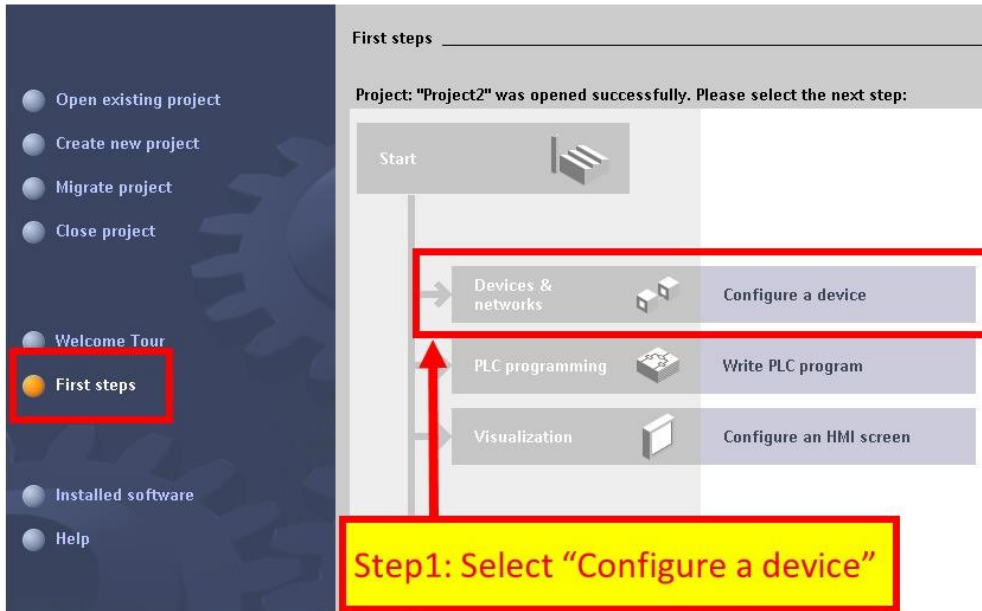 Open existing project
Create new project
Migrate project
Close project
Welcome Tour
First steps
Installed software
Help
First steps
Project: "Project2" was opened successfully. Please select the next step:
Start
Devices &
networks
Configure a device
PLC programming
Write PLC program
Visualization
Configure an HMI screen
Step1: Select “Configure a device”